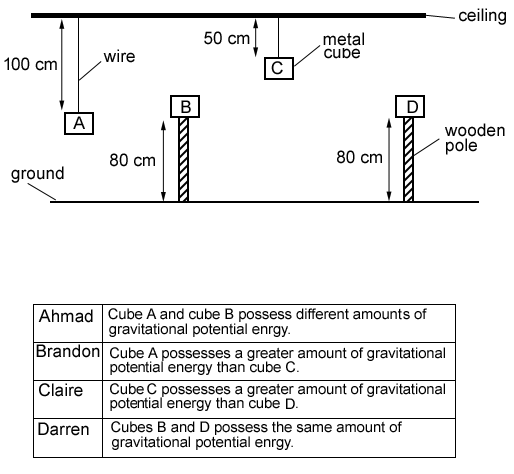 ceiling
50 cm
metal
cube
100 cm
wire
C
A
B
D
80 cm
80 cm
wooden
pole
ground
Ahmad Cube A and cube B possess different amounts of
gravitational potential enrgy.
Brandon Cube A possesses a greater amount of gravitational
potential energy than cube C.
Claire Cube C possesses a greater amount of gravitational
potential energy than cube D.
Darren Cubes B and D possess the same amount of
gravitational potential enrgy.